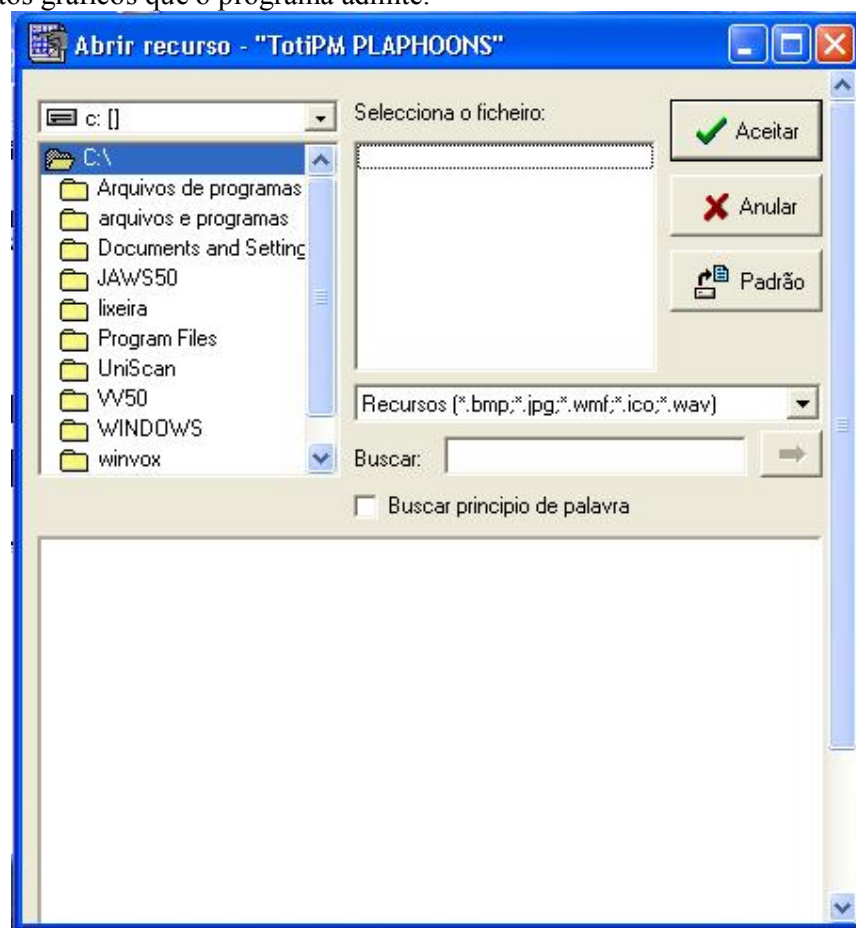 tos gráficos que o programa admite.
Abrir recurso - "TotiPM PLAPHOONS"
c: []
C:\
Arquivos de programas
arquivos e programas
Documents and Setting
JAWS50
lixeira
Program Files
UniScan
VV50
WINDOWS
winvox
Selecciona o ficheiro:
Aceitar
Anular
Padrão
Recursos (*.bmp;*.jpg;*.wmf;*.ico;*.wav)
Buscar:
Buscar principio de palavra